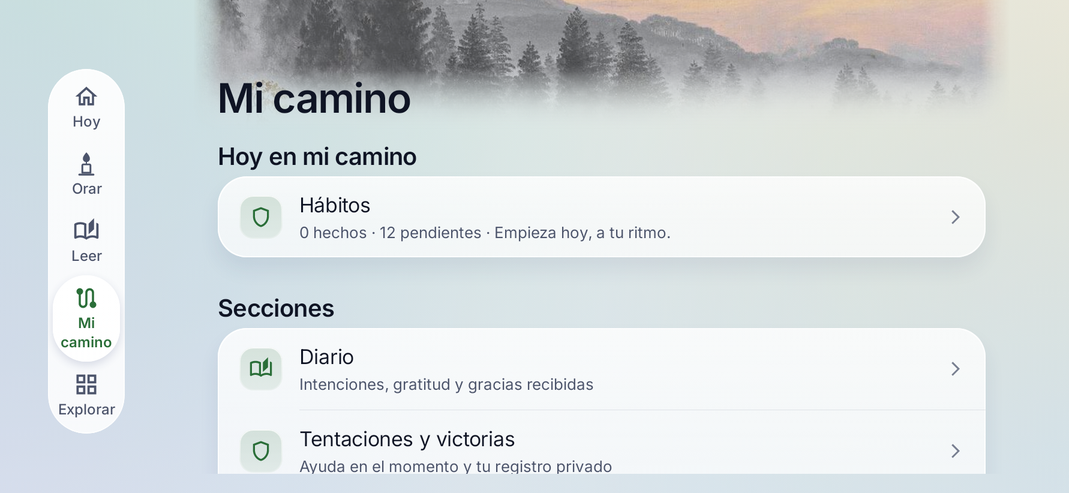 Mi camino
Hoy
Orar
Leer
Mi
camino
Explorar
Hoy en mi camino
Hábitos
0 hechos · 12 pendientes · Empieza hoy, a tu ritmo.
Secciones
Diario
Intenciones, gratitud y gracias recibidas
Tentaciones y victorias
Ayuda en el momento y tu registro privado